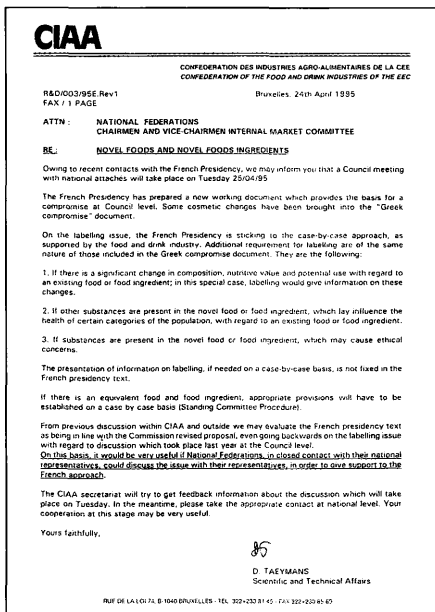 CIAA
CONFEDERATION DES INDUSTRIES AGRO-ALIMENTAIRES DE LA CEE
CONFEDERATION OF THE FOOD AND DRINK INDUSTRIES OF THE EEC
R&D/003/95E.Rev1 Bruxelles, 24th April 1995
FAX / 1 PAGE
ATTN : NATIONAL FEDERATIONS
CHAIRMEN AND VICE-CHAIRMEN INTERNAL MARKET COMMITTEE
RE : NOVEL FOODS AND NOVEL FOODS INGREDIENTS
Owing to recent contacts with the French Presidency, we may inform you that a Council meeting
with national attachés will take place on Tuesday 25/04/95
The French Presidency has prepared a new working document which provides the basis for a
compromise at Council level. Some cosmetic changes have been brought into the "Greek
compromise" document.
On the labelling issue, the French Presidency is sticking to the case-by-case approach, as
supported by the food and drink industry. Additional requirement for labelling are of the same
nature of those included in the Greek compromise document. They are the following:
1. If there is a significant change in composition, nutritive value and potential use with regard to
an existing food or food ingredient; in this special case, labelling would give information on these
changes.
2. If other substances are present in the novel food or food ingredient, which lay influence the
health of certain categories of the population, with regard to an existing food or food ingredient.
3. If substances are present in the novel food or food ingredient, which may cause ethical
concerns.
The presentation of information on labelling, if needed on a case-by-case basis, is not fixed in the
French presidency text.
If there is an equivalent food and food ingredient, appropriate provisions will have to be
established on a case by case basis (Standing Committee Procedure).
From previous discussion within CIAA and outside we may evaluate the French presidency text
as being in line with the Commission revised proposal, even going backwards on the labelling issue
with regard to discussion which took place last year at the Council level.
On this basis, it would be very useful if National Federations, in closed contact with their national
representatives, could discuss the issue with their representatives, in order to give support to the
French approach.
The CIAA secretariat will try to get feedback information about the discussion which will take
place on Tuesday. In the meantime, please take the appropriate contact at national level. Your
cooperation at this stage may be very useful.
Yours faithfully,
D. TAEYMANS
Scientific and Technical Affairs
RUE DE LA LOI 74, B-1040 BRUXELLES - TEL. 322+230 81 45 - FAX 322+230 85 69